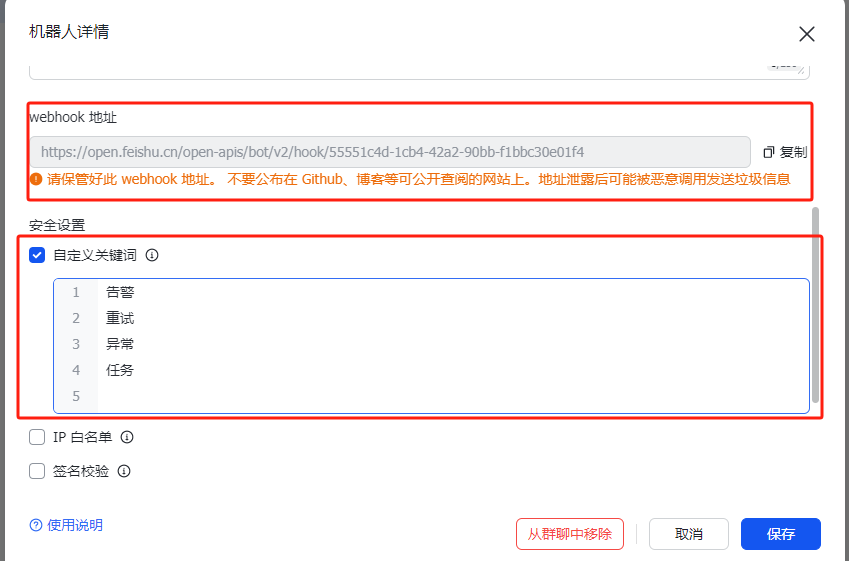 机器人详情
webhook 地址
https://open.feishu.cn/open-apis/bot/v2/hook/55551c4d-1cb4-42a2-90bb-f1bbc30e01f4
复制
请保管好此 webhook 地址。 不要公布在 Github、博客等可公开查阅的网站上。地址泄露后可能被恶意调用发送垃圾信息
安全设置
自定义关键词
1 告警
2 重试
3 异常
4 任务
5
IP 白名单
签名校验
使用说明
从群聊中移除
取消
保存